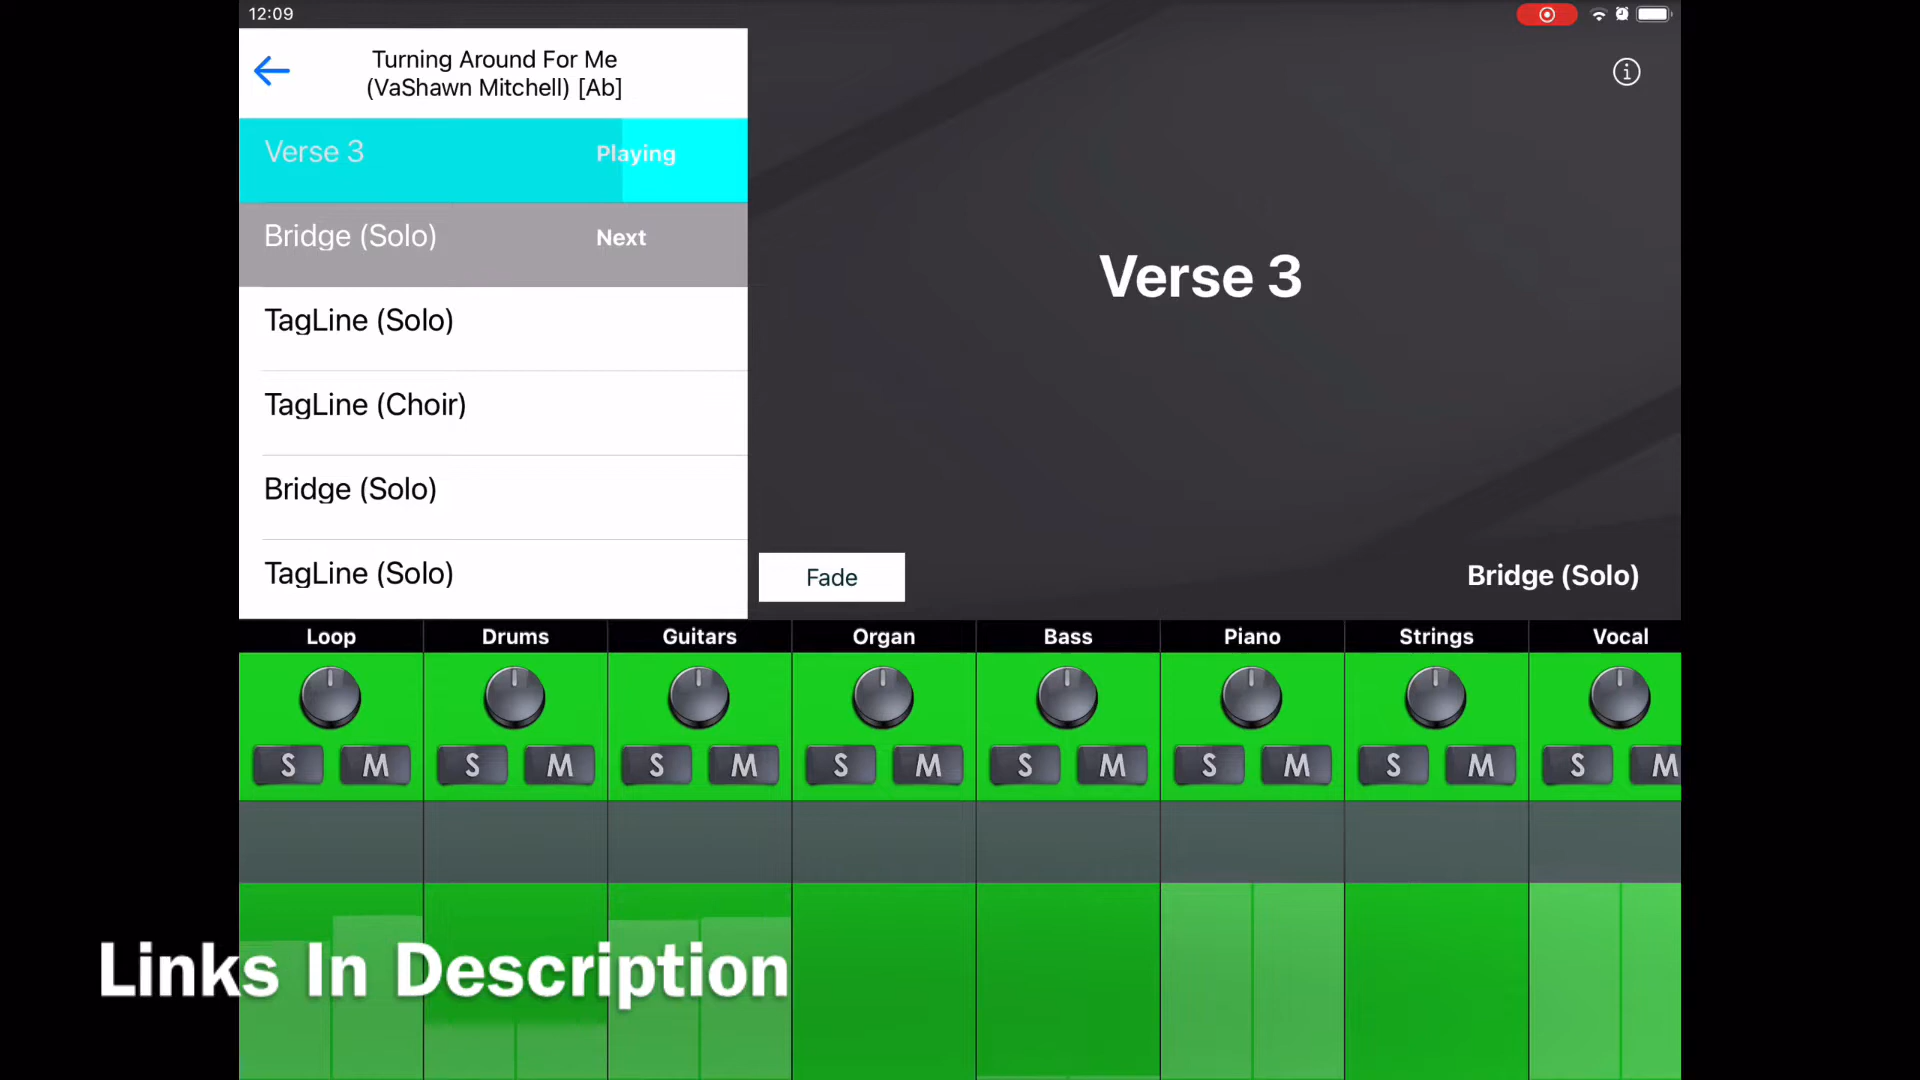 12:09
Turning Around For Me
(VaShawn Mitchell) [Ab]
Verse 3 Playing
Bridge (Solo) Next
TagLine (Solo)
TagLine (Choir)
Bridge (Solo)
TagLine (Solo)
Verse 3
Fade
Bridge (Solo)
Loop Drums Guitars Organ Bass Piano Strings Vocal
S M S M S M S M S M S M S M S M
Links In Description